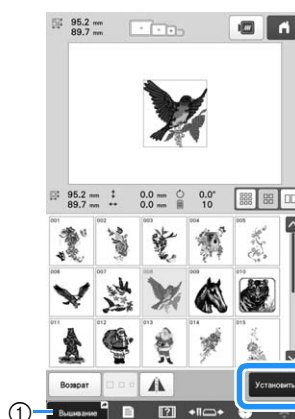 95.2 mm
89.7 mm
95.2 mm 0.0 mm 0.0°
89.7 mm 0.0 mm 10
001 002 003 004 005
006 007 008 009 010
011 012 013 014 015
Возврат Установить
① Вышивание